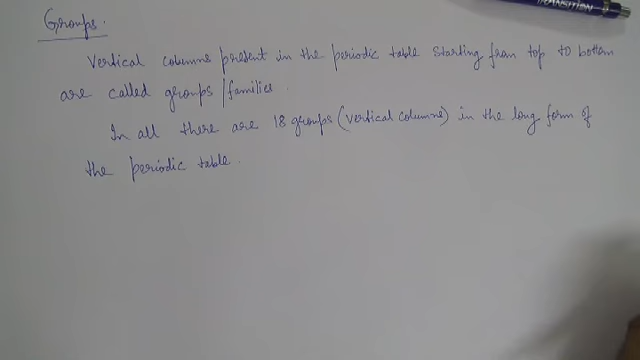 TRANSITION
Groups.
Vertical columns present in the periodic table starting from top to bottom
are called groups/families.
In all there are 18 groups (vertical columns) in the long form of
the periodic table.